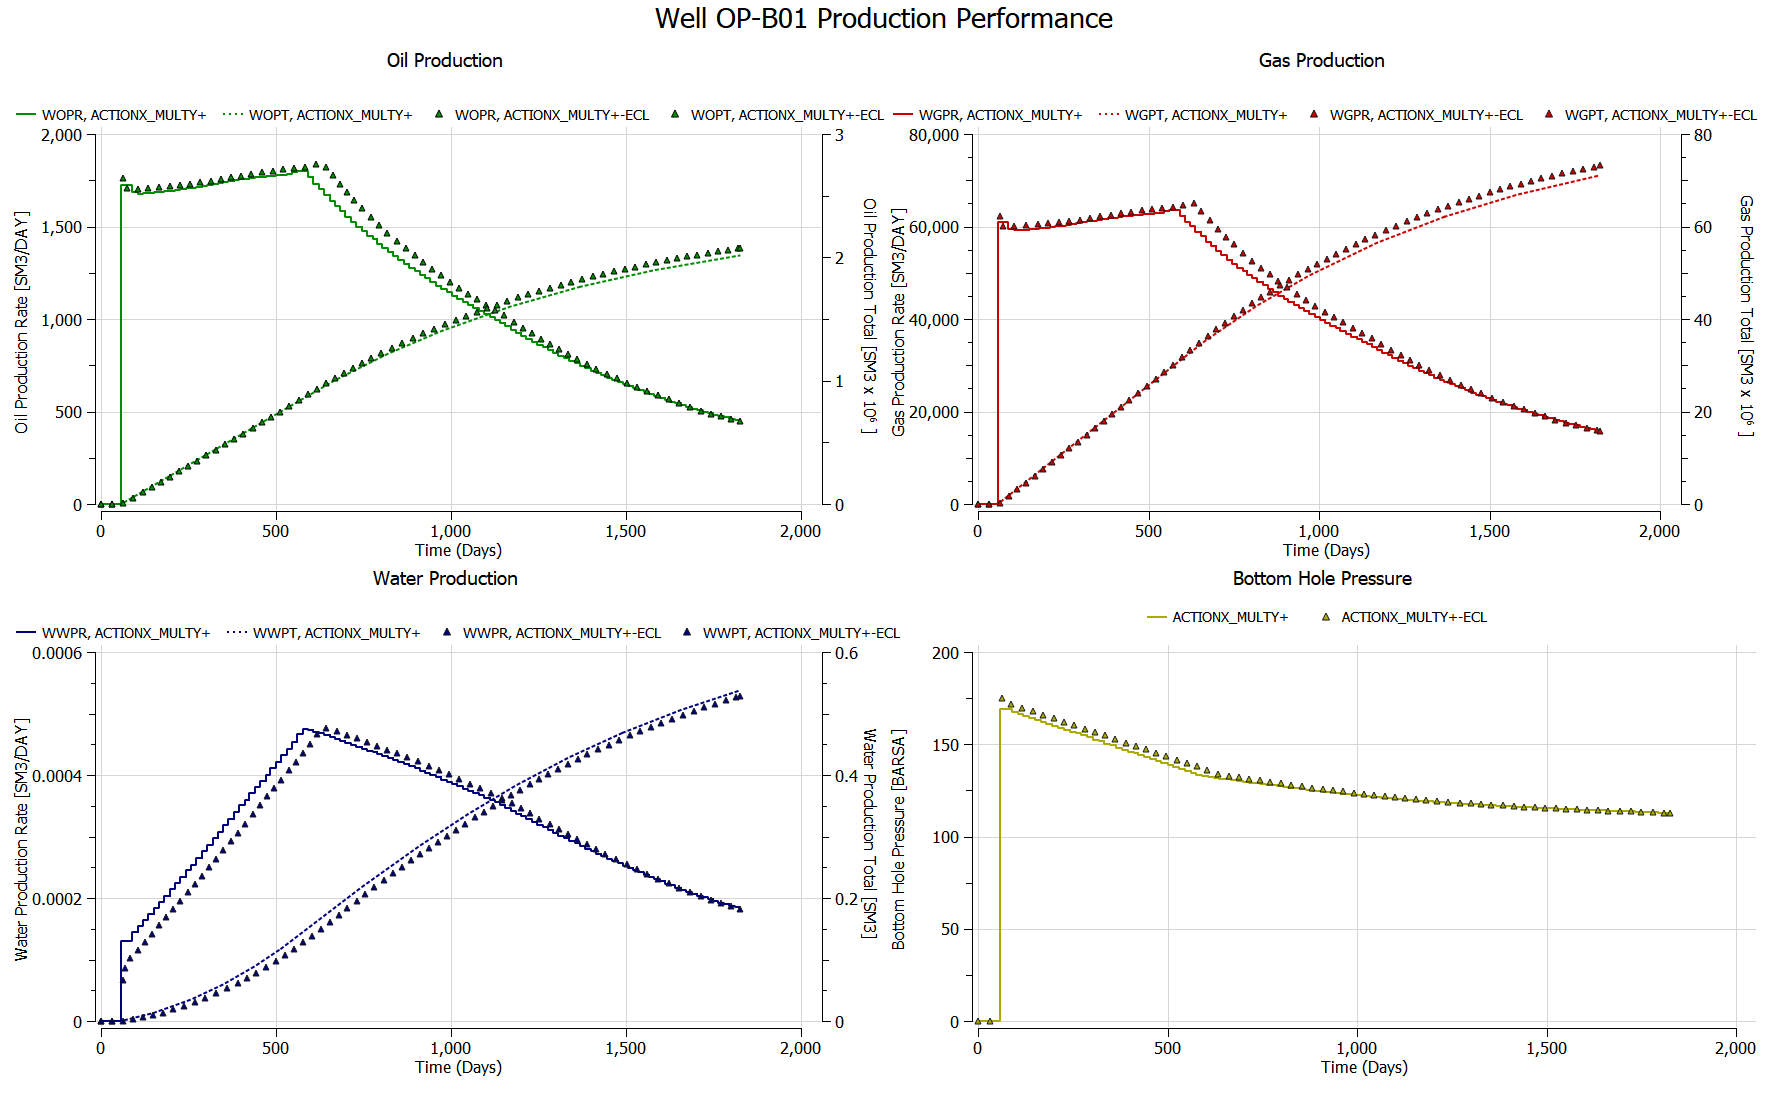 Well OP-B01 Production Performance
Oil Production
WOPR, ACTIONX_MULTY+ WOPT, ACTIONX_MULTY+ WOPR, ACTIONX_MULTY+-ECL WOPT, ACTIONX_MULTY+-ECL
2,000
1,500
1,000
500
0
Oil Production Rate [SM3/DAY]
3
2
1
0
Oil Production Total [SM3 x 10⁶ ]
0 500 1,000 1,500 2,000
Time (Days)
Gas Production
WGPR, ACTIONX_MULTY+ WGPT, ACTIONX_MULTY+ WGPR, ACTIONX_MULTY+-ECL WGPT, ACTIONX_MULTY+-ECL
80,000
60,000
40,000
20,000
0
Gas Production Rate [SM3/DAY]
80
60
40
20
0
Gas Production Total [SM3 x 10⁶ ]
0 500 1,000 1,500 2,000
Time (Days)
Water Production
WWPR, ACTIONX_MULTY+ WWPT, ACTIONX_MULTY+ WWPR, ACTIONX_MULTY+-ECL WWPT, ACTIONX_MULTY+-ECL
0.0006
0.0004
0.0002
0
Water Production Rate [SM3/DAY]
0.6
0.4
0.2
0
Water Production Total [SM3]
0 500 1,000 1,500 2,000
Time (Days)
Bottom Hole Pressure
ACTIONX_MULTY+ ACTIONX_MULTY+-ECL
200
150
100
50
0
Bottom Hole Pressure [BARSA]
0 500 1,000 1,500 2,000
Time (Days)